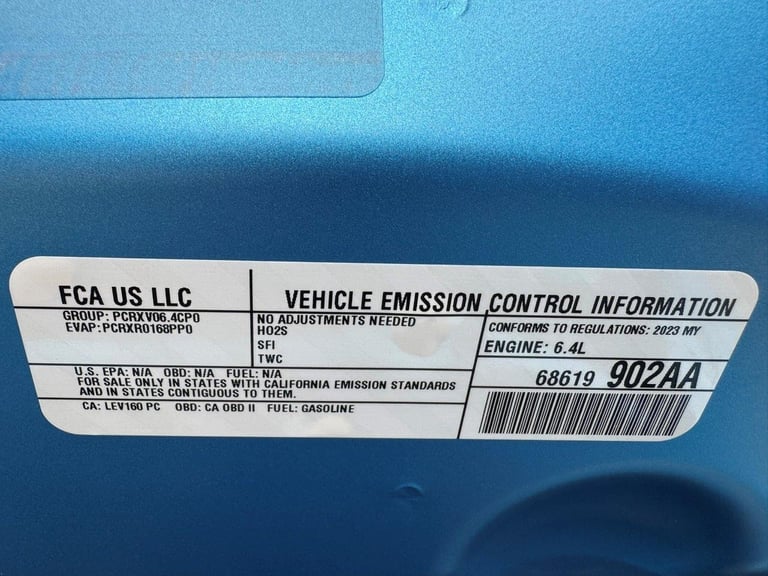 FCA US LLC
GROUP: PCRXV06.4CP0
EVAP: PCRXR0168PP0
VEHICLE EMISSION CONTROL INFORMATION
NO ADJUSTMENTS NEEDED
HO2S
SFI
TWC
CONFORMS TO REGULATIONS: 2023 MY
ENGINE: 6.4L
U.S. EPA: N/A OBD: N/A FUEL: N/A
FOR SALE ONLY IN STATES WITH CALIFORNIA EMISSION STANDARDS
AND IN STATES CONTIGUOUS TO THEM.
CA: LEV160 PC OBD: CA OBD II FUEL: GASOLINE
68619 902AA